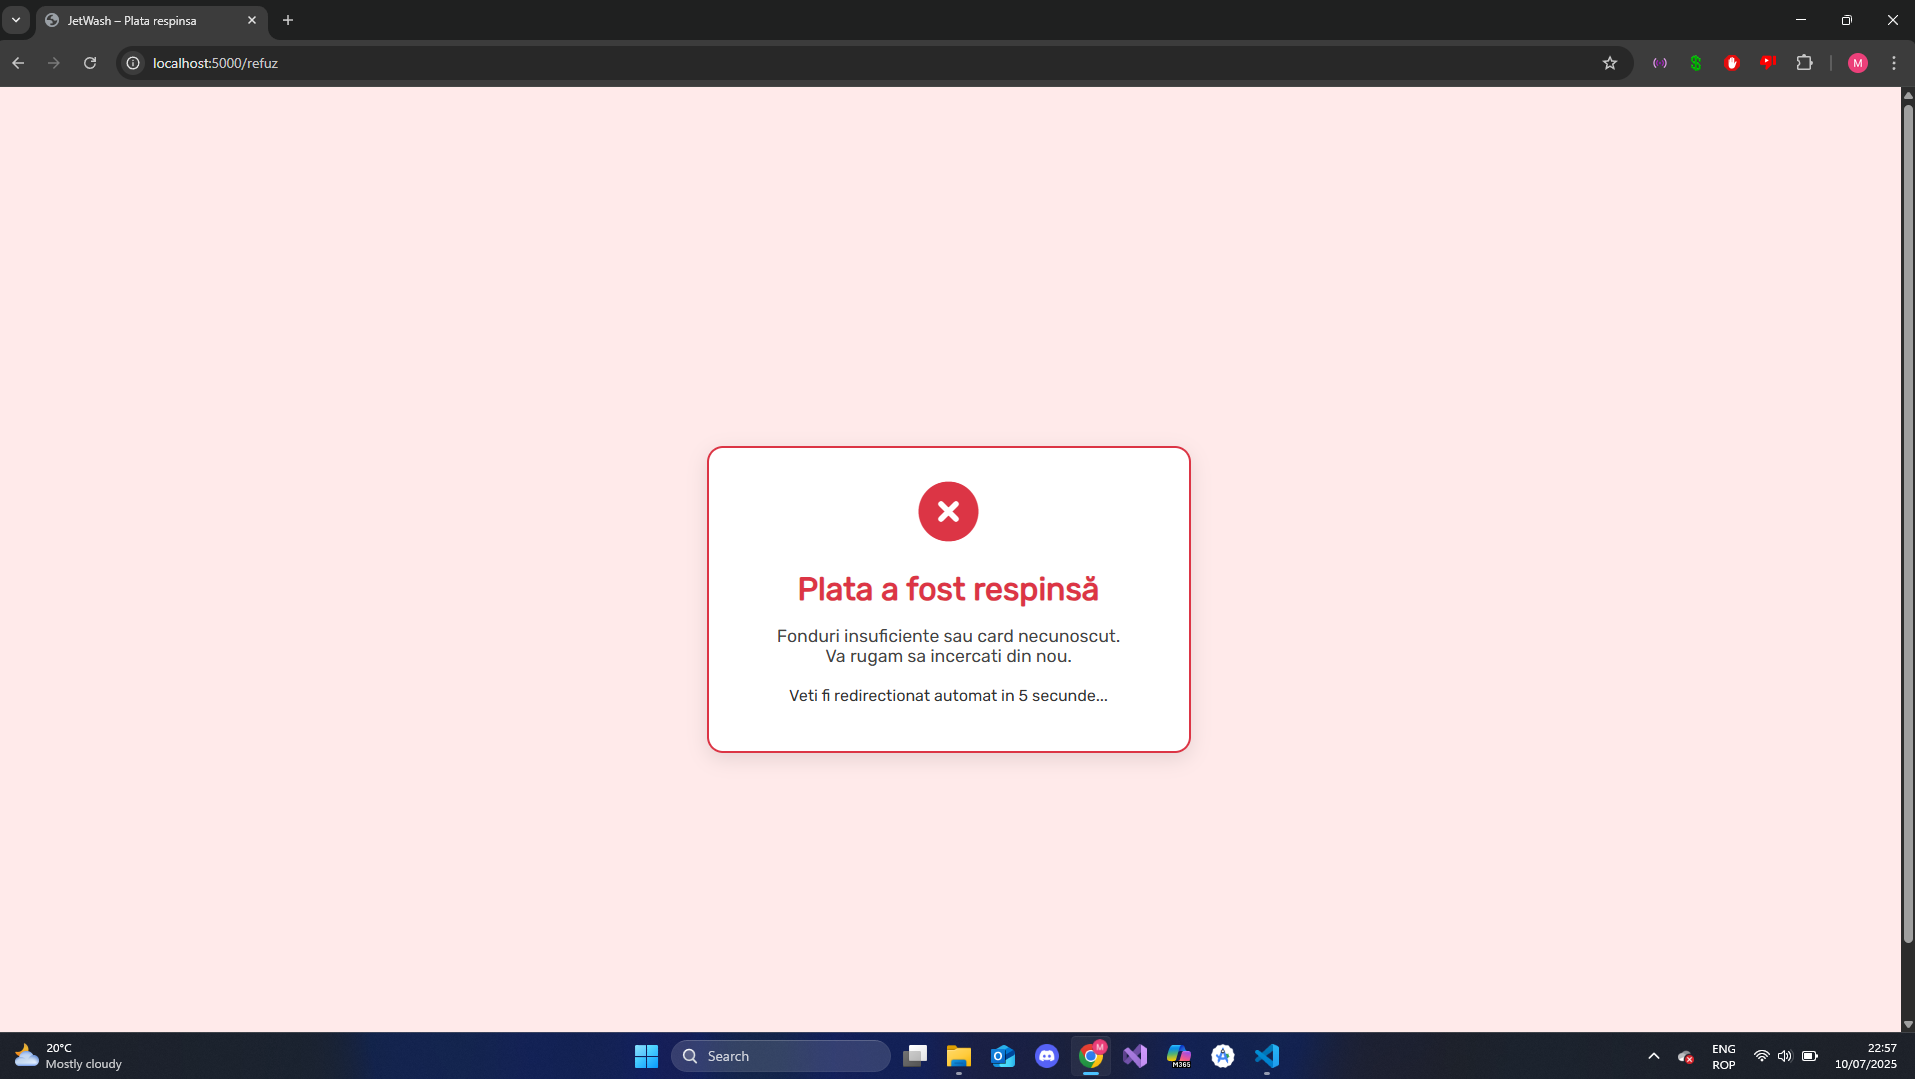 JetWash – Plata respinsa
localhost:5000/refuz
M
Plata a fost respinsă
Fonduri insuficiente sau card necunoscut.
Va rugam sa incercati din nou.
Veti fi redirectionat automat in 5 secunde...
20°C
Mostly cloudy
Search
M
M365
ENG
ROP
22:57
10/07/2025